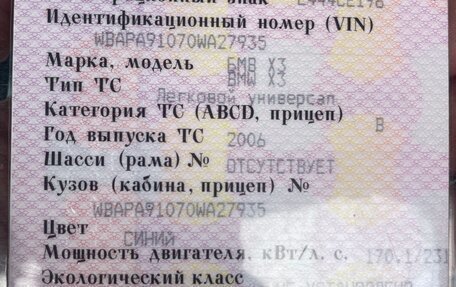 знак Е444СЕ198
Идентификационный номер (VIN)
WBAPA91070WA27935
Марка, модель БМВ X3
BMW X3
Тип ТС
Легковой универсал
Категория ТС (ABCD, прицеп) B
Год выпуска ТС 2006
Шасси (рама) № ОТСУТСТВУЕТ
Кузов (кабина, прицеп) №
WBAPA91070WA27935
Цвет
СИНИЙ
Мощность двигателя, кВт/л. с. 170.1/231
Экологический класс